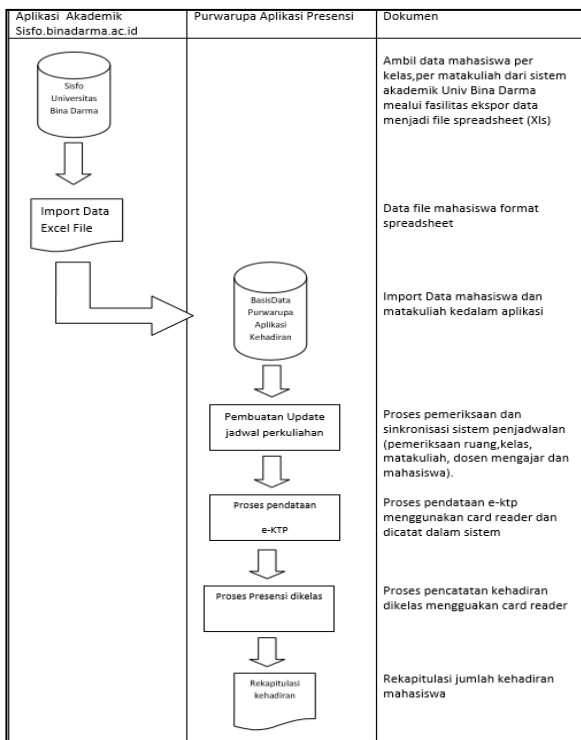 Aplikasi Akademik
Sisfo.binadarma.ac.id
Purwarupa Aplikasi Presensi
Dokumen
Sisfo
Universitas
Bina Darma
Ambil data mahasiswa per
kelas,per matakuliah dari sistem
akademik Univ Bina Darma
mealui fasilitas ekspor data
menjadi file spreadsheet (Xls)
Import Data
Excel File
Data file mahasiswa format
spreadsheet
BasisData
Purwarupa
Aplikasi
Kehadiran
Import Data mahasiswa dan
matakuliah kedalam aplikasi
Pembuatan Update
jadwal perkuliahan
Proses pemeriksaan dan
sinkronisasi sistem penjadwalan
(pemeriksaan ruang,kelas,
matakuliah, dosen mengajar dan
mahasiswa).
Proses pendataan
e-KTP
Proses pendataan e-ktp
menggunakan card reader dan
dicatat dalam sistem
Proses Presensi dikelas
Proses pencatatan kehadiran
dikelas mengguakan card reader
Rekapitulasi
kehadiran
Rekapitulasi jumlah kehadiran
mahasiswa